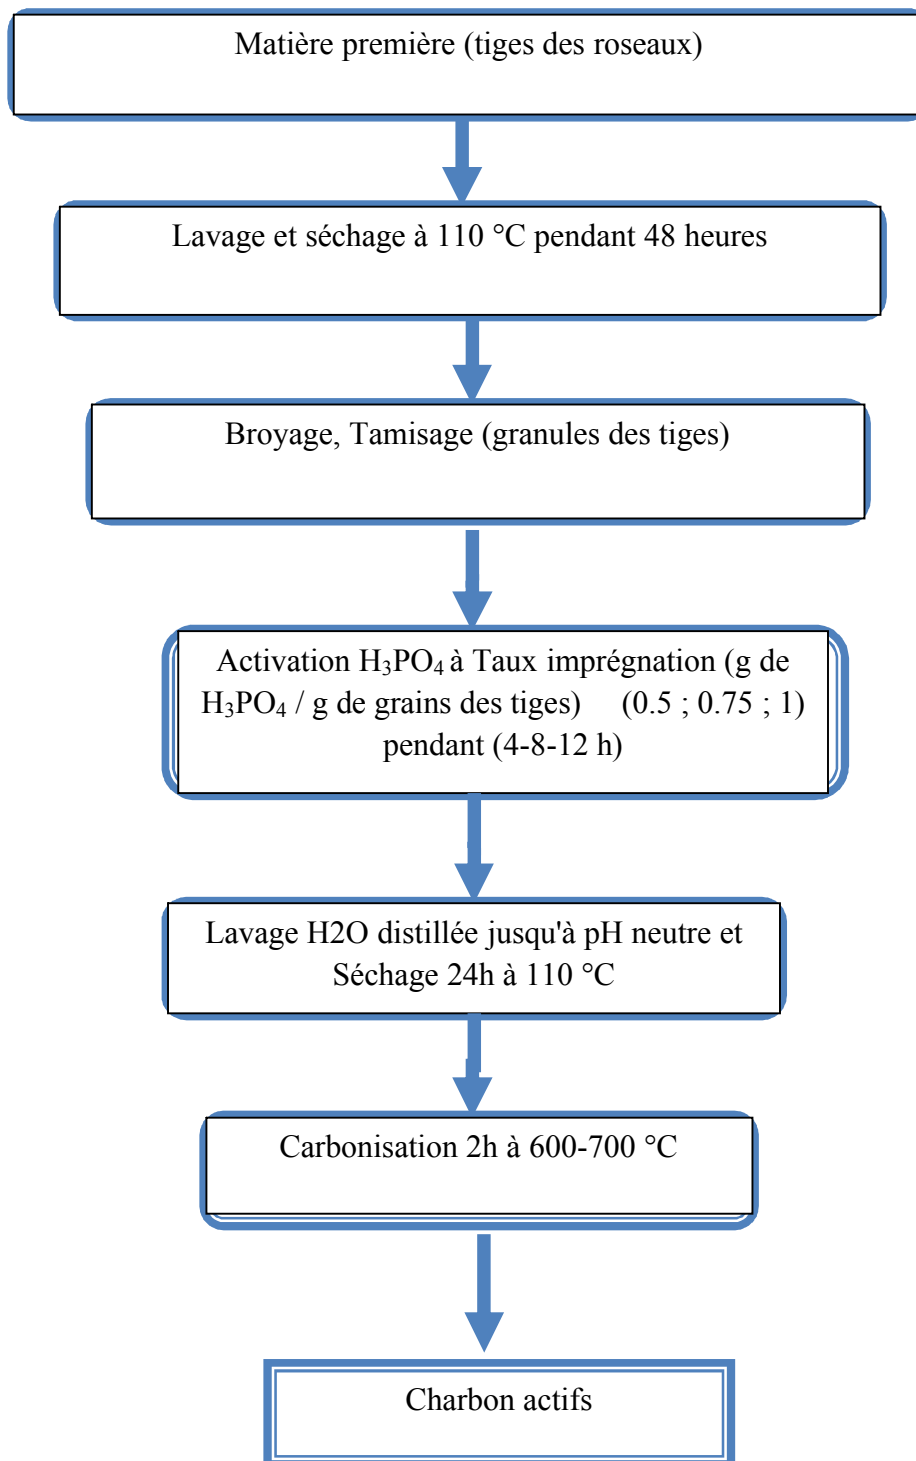 Matière première (tiges des roseaux)
Lavage et séchage à 110 °C pendant 48 heures
Broyage, Tamisage (granules des tiges)
Activation H₃PO₄ à Taux imprégnation (g de
H₃PO₄ / g de grains des tiges) (0.5 ; 0.75 ; 1)
pendant (4-8-12 h)
Lavage H2O distillée jusqu'à pH neutre et
Séchage 24h à 110 °C
Carbonisation 2h à 600-700 °C
Charbon actifs